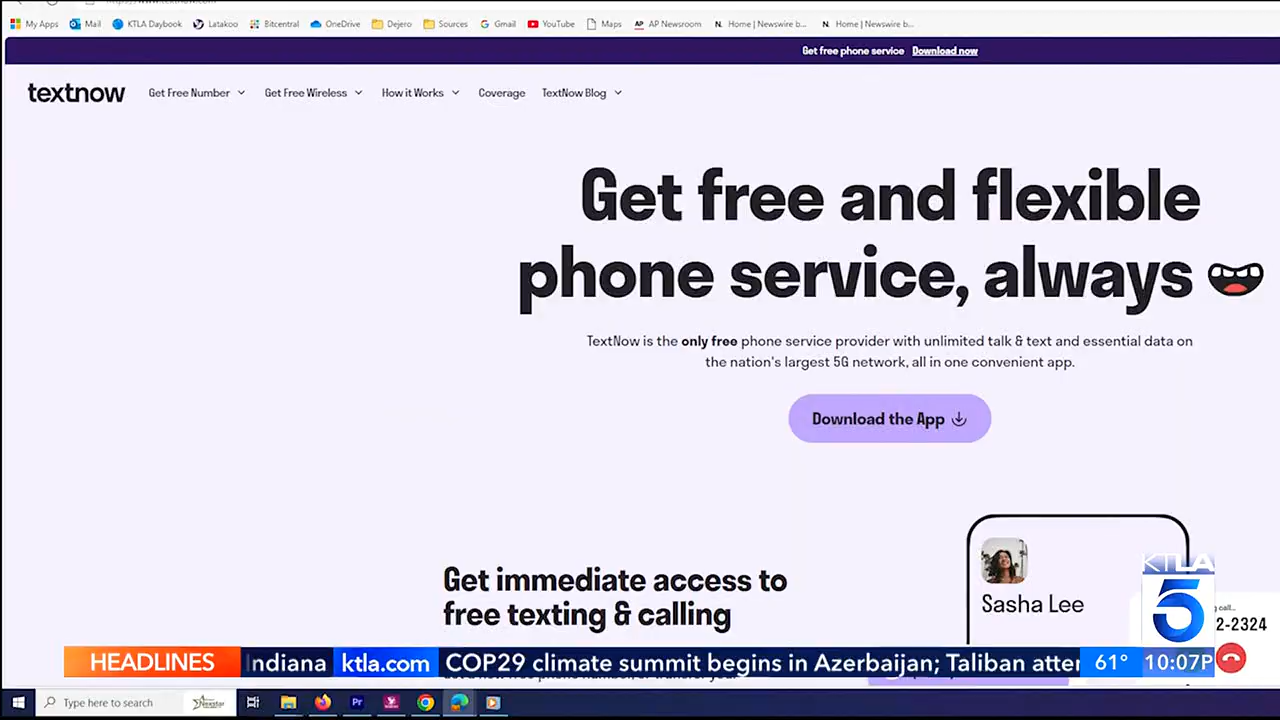 My Apps Mail KTLA Daybook Latakoo Bitcentral OneDrive Dejero Sources Gmail YouTube Maps AP AP Newsroom N. Home | Newswire b... N. Home | Newswire b...
Get free phone service Download now
textnow Get Free Number Get Free Wireless How it Works Coverage TextNow Blog
Get free and flexible
phone service, always
TextNow is the only free phone service provider with unlimited talk & text and essential data on
the nation's largest 5G network, all in one convenient app.
Download the App
Get immediate access to
free texting & calling
Sasha Lee
KTLA
5
2-2324
HEADLINES Indiana ktla.com COP29 climate summit begins in Azerbaijan; Taliban atter 61° 10:07P
Type here to search Nexstar Pr